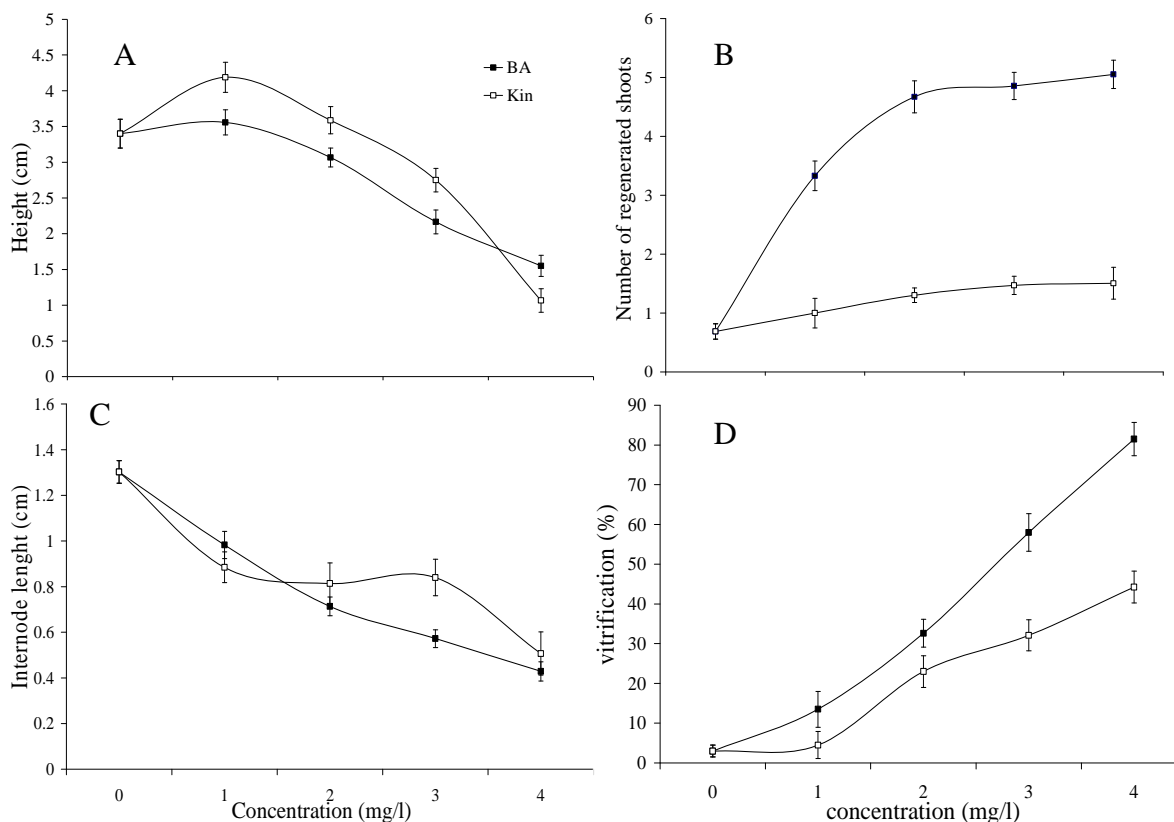 A
BA
Kin
Height (cm)
5
4.5
4
3.5
3
2.5
2
1.5
1
0.5
0
B
Number of regenerated shoots
6
5
4
3
2
1
0
C
Internode lenght (cm)
1.6
1.4
1.2
1
0.8
0.6
0.4
0.2
0
0 1 2 3 4
Concentration (mg/l)
D
vitrification (%)
90
80
70
60
50
40
30
20
10
0
0 1 2 3 4
concentration (mg/l)